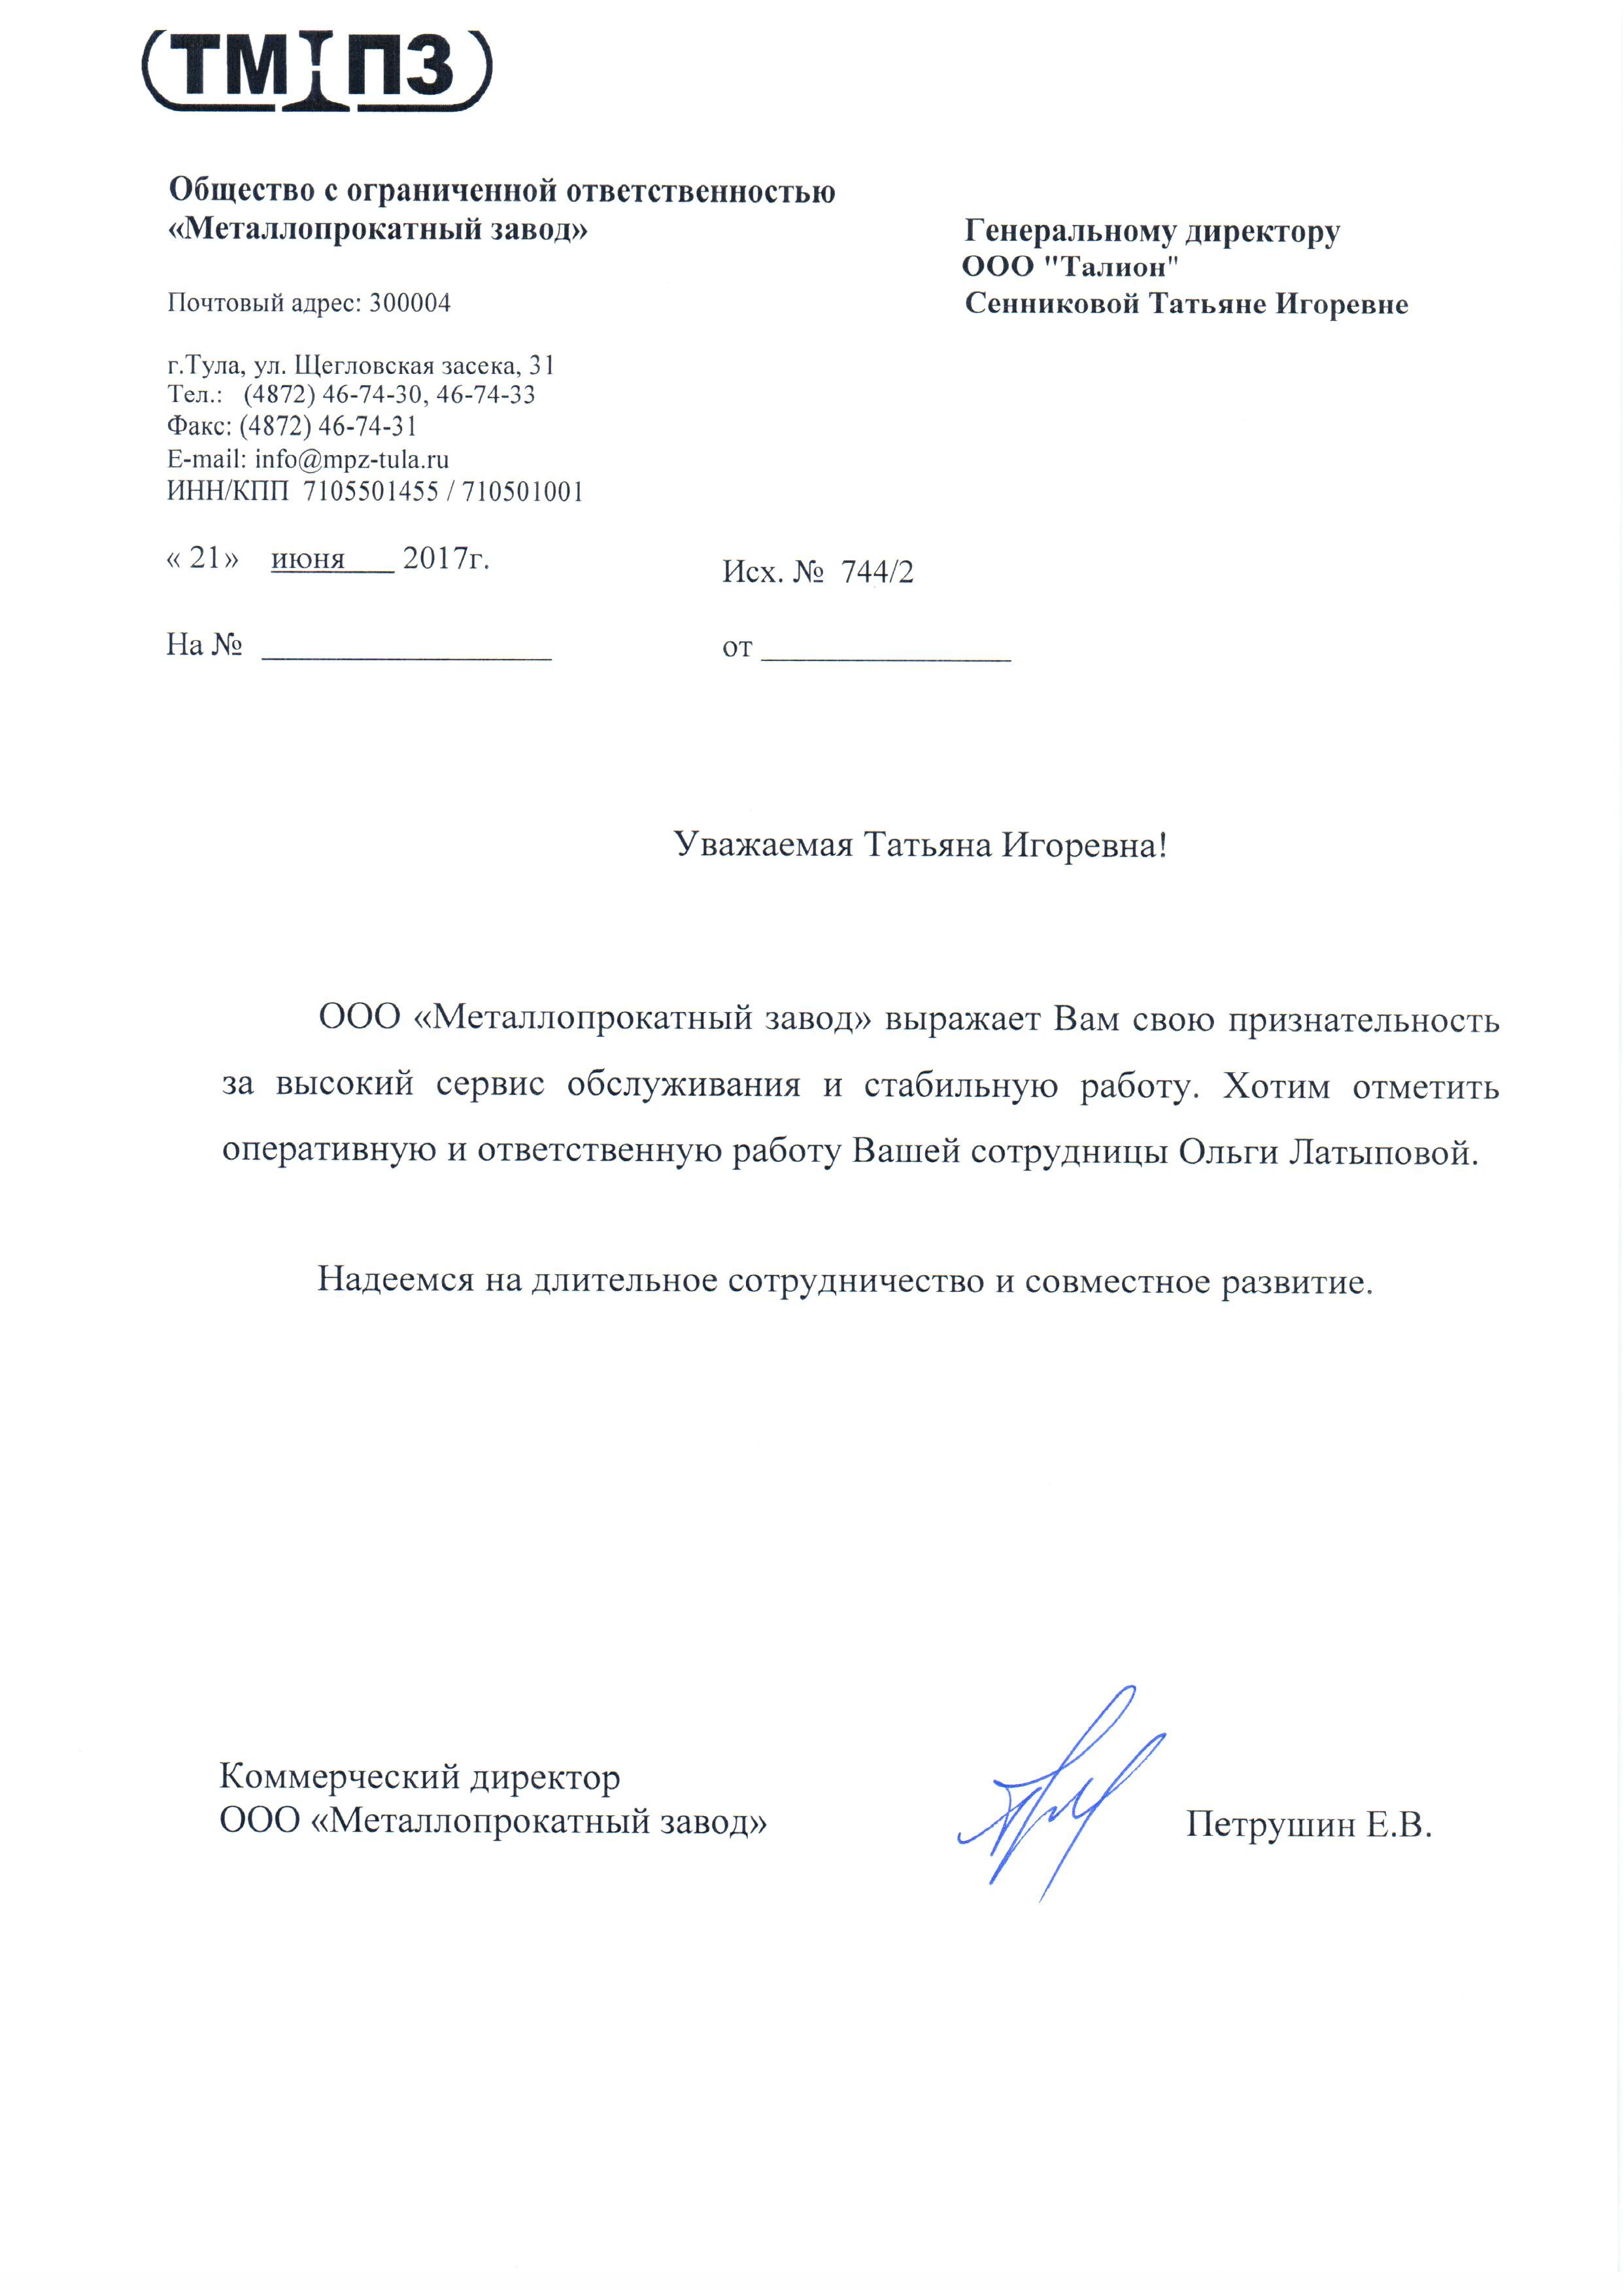 ТМПЗ
Общество с ограниченной ответственностью
«Металлопрокатный завод»
Генеральному директору
ООО "Талион"
Сенниковой Татьяне Игоревне
Почтовый адрес: 300004
г.Тула, ул. Щегловская засека, 31
Тел.: (4872) 46-74-30, 46-74-33
Факс: (4872) 46-74-31
E-mail: info@mpz-tula.ru
ИНН/КПП 7105501455 / 710501001
« 21» июня 2017г.
Исх. № 744/2
На № ___________________
от ________________
Уважаемая Татьяна Игоревна!
ООО «Металлопрокатный завод» выражает Вам свою признательность
за высокий сервис обслуживания и стабильную работу. Хотим отметить
оперативную и ответственную работу Вашей сотрудницы Ольги Латыповой.
Надеемся на длительное сотрудничество и совместное развитие.
Коммерческий директор
ООО «Металлопрокатный завод»
Петрушин Е.В.